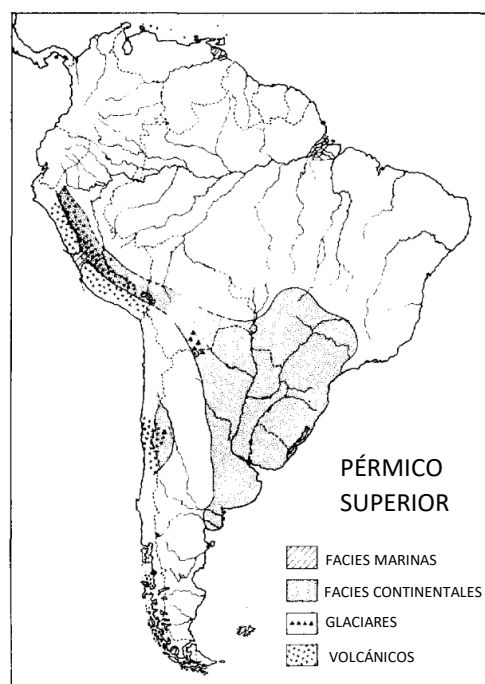 PÉRMICO
SUPERIOR
FACIES MARINAS
FACIES CONTINENTALES
GLACIARES
VOLCÁNICOS